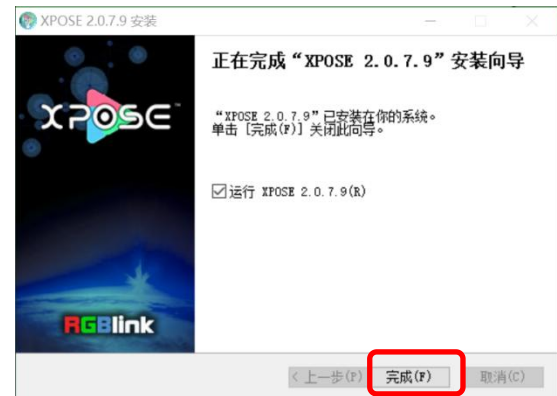 XPOSE 2.0.7.9 安装
正在完成“XPOSE 2.0.7.9”安装向导
XPOSE™
“XPOSE 2.0.7.9”已安装在你的系统。
单击 [完成(F)] 关闭此向导。
运行 XPOSE 2.0.7.9(R)
RGBlink
< 上一步(P)
完成(F)
取消(C)